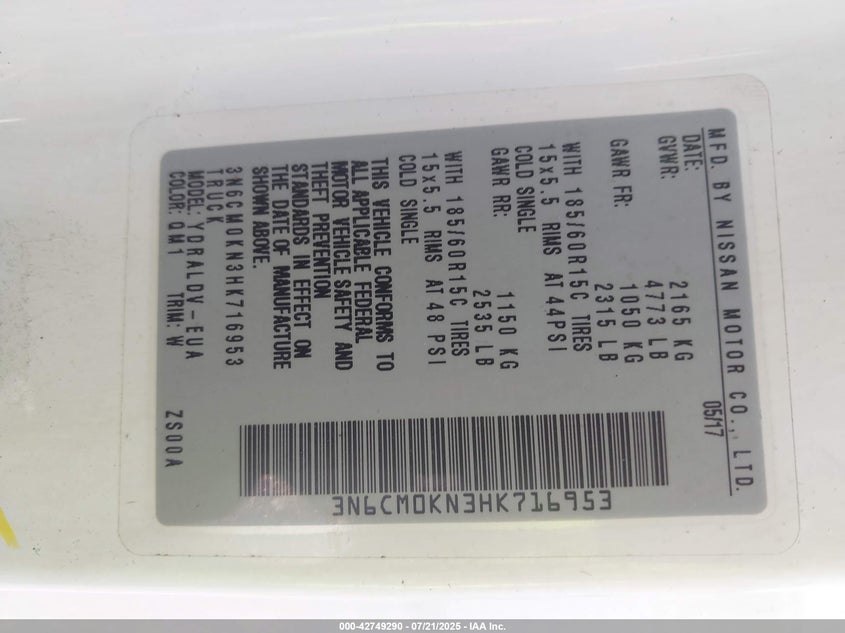 MFD. BY NISSAN MOTOR CO., LTD.
DATE: 05/17
GVWR: 2165 KG
4773 LB
GAWR FR: 1050 KG
2315 LB
WITH 185/60R15C TIRES
15x5.5 RIMS AT 44PSI
COLD SINGLE
GAWR RR: 1150 KG
2535 LB
WITH 185/60R15C TIRES
15x5.5 RIMS AT 48 PSI
COLD SINGLE
THIS VEHICLE CONFORMS TO
ALL APPLICABLE FEDERAL
MOTOR VEHICLE SAFETY AND
THEFT PREVENTION
STANDARDS IN EFFECT ON
THE DATE OF MANUFACTURE
SHOWN ABOVE.
3N6CM0KN3HK716953
TRUCK
MODEL: YDRALDV-EUA
COLOR: QM1 TRIM: W ZS00A
3N6CM0KN3HK716953
000-42749290 - 07/21/2025 - IAA Inc.